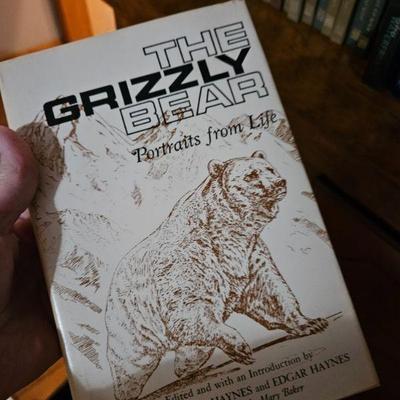 THE
GRIZZLY
BEAR
Portraits from Life
Edited and with an Introduction by
HAYNES and EDGAR HAYNES
Mary Baker